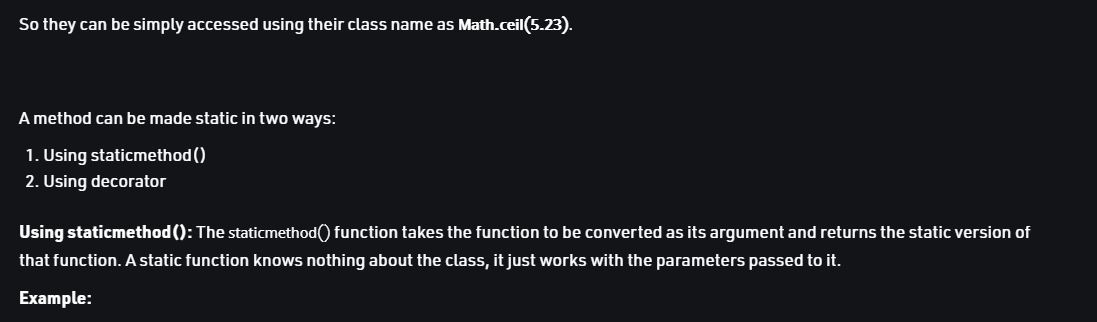 So they can be simply accessed using their class name as Math.ceil(5.23).
A method can be made static in two ways:
1. Using staticmethod()
2. Using decorator
Using staticmethod(): The staticmethod() function takes the function to be converted as its argument and returns the static version of
that function. A static function knows nothing about the class, it just works with the parameters passed to it.
Example: